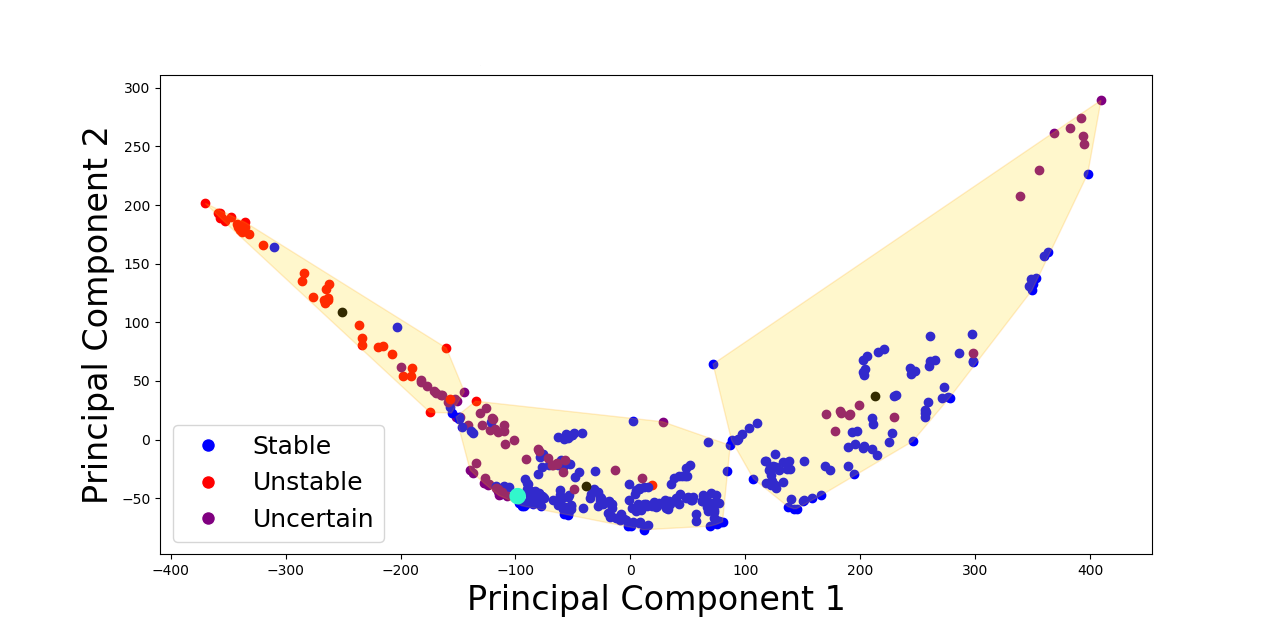 300
250
200
150
100
50
0
−50
Principal Component 2
Stable
Unstable
Uncertain
−400 −300 −200 −100 0 100 200 300 400
Principal Component 1